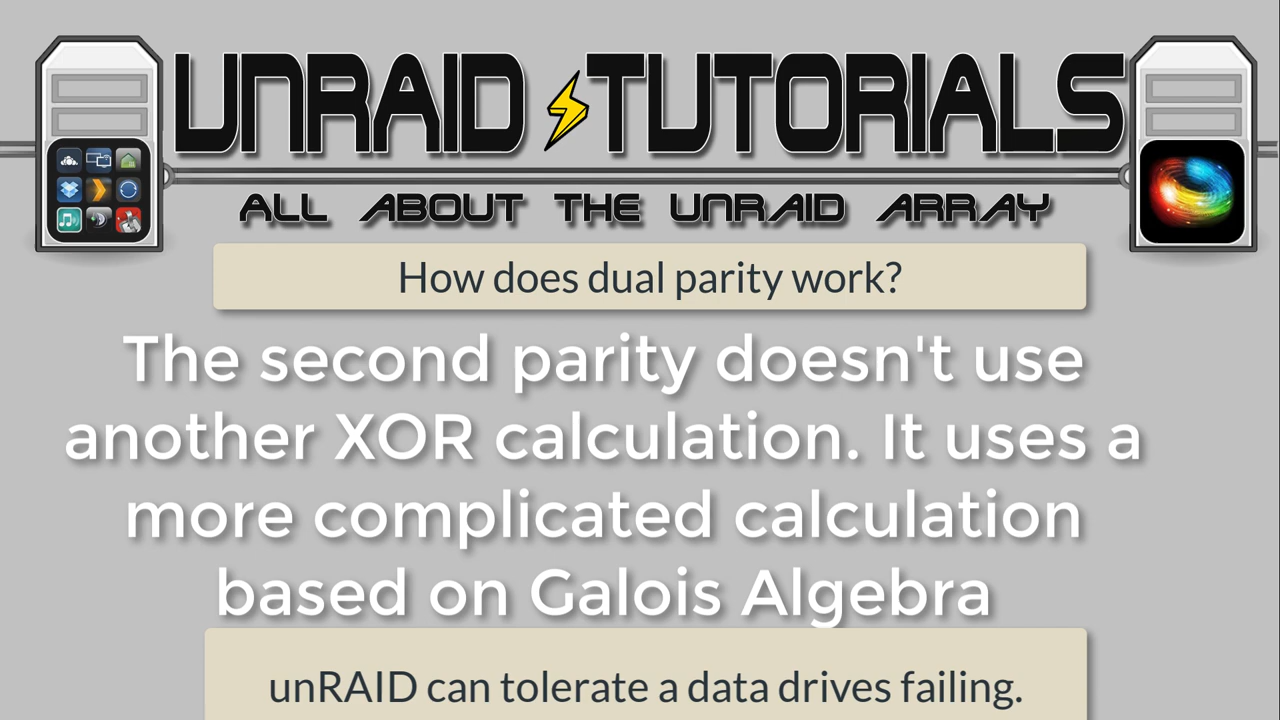 UNRAID TUTORIALS
ALL ABOUT THE UNRAID ARRAY
How does dual parity work?
The second parity doesn't use
another XOR calculation. It uses a
more complicated calculation
based on Galois Algebra
unRAID can tolerate a data drives failing.